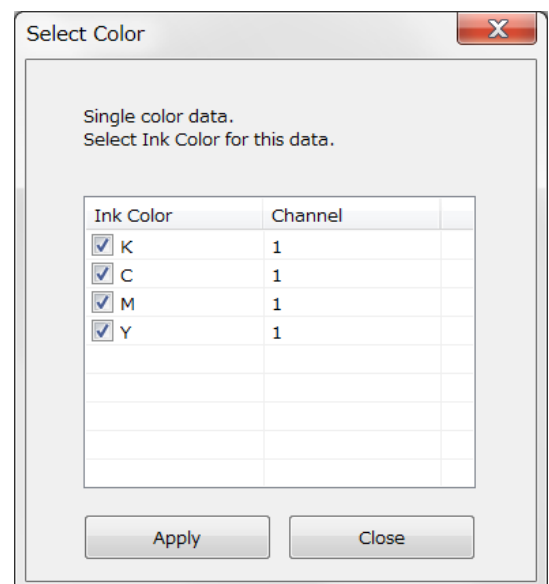 Select Color
Single color data.
Select Ink Color for this data.
Ink Color Channel
K 1
C 1
M 1
Y 1
Apply Close